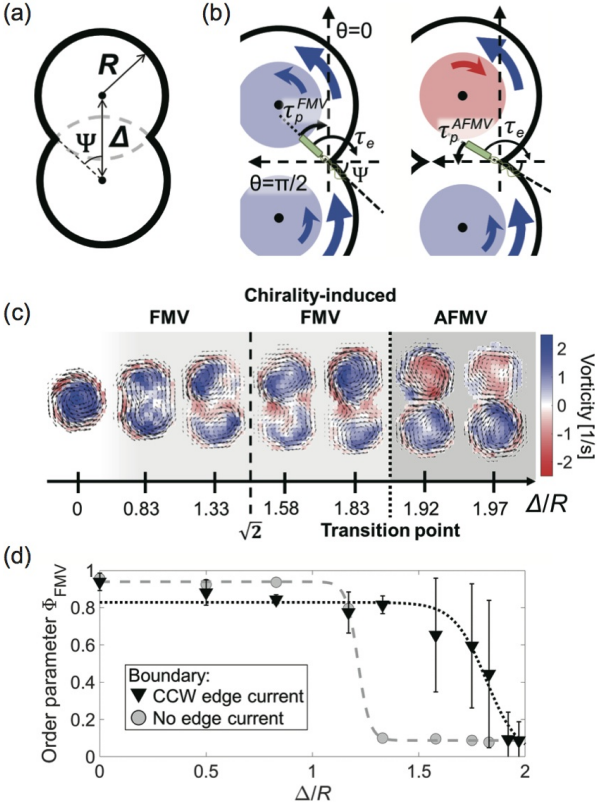 (a)
R
Ψ
Δ
(b)
θ=0
τ_p^FMV
τ_e
Ψ
θ=π/2
τ_p^AFMV
τ_e
(c)
Chirality-induced
FMV FMV AFMV
2
1
0
-1
-2
Vorticity [1/s]
0 0.83 1.33 1.58 1.83 1.92 1.97 Δ/R
√2 Transition point
(d)
Order parameter Φ_FMV
1
0.8
0.6
0.4
0.2
0
Boundary:
CCW edge current
No edge current
0 0.5 1 1.5 2
Δ/R